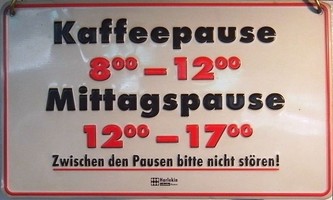 Kaffeepause
8⁰⁰ – 12⁰⁰
Mittagspause
12⁰⁰ – 17⁰⁰
Zwischen den Pausen bitte nicht stören!